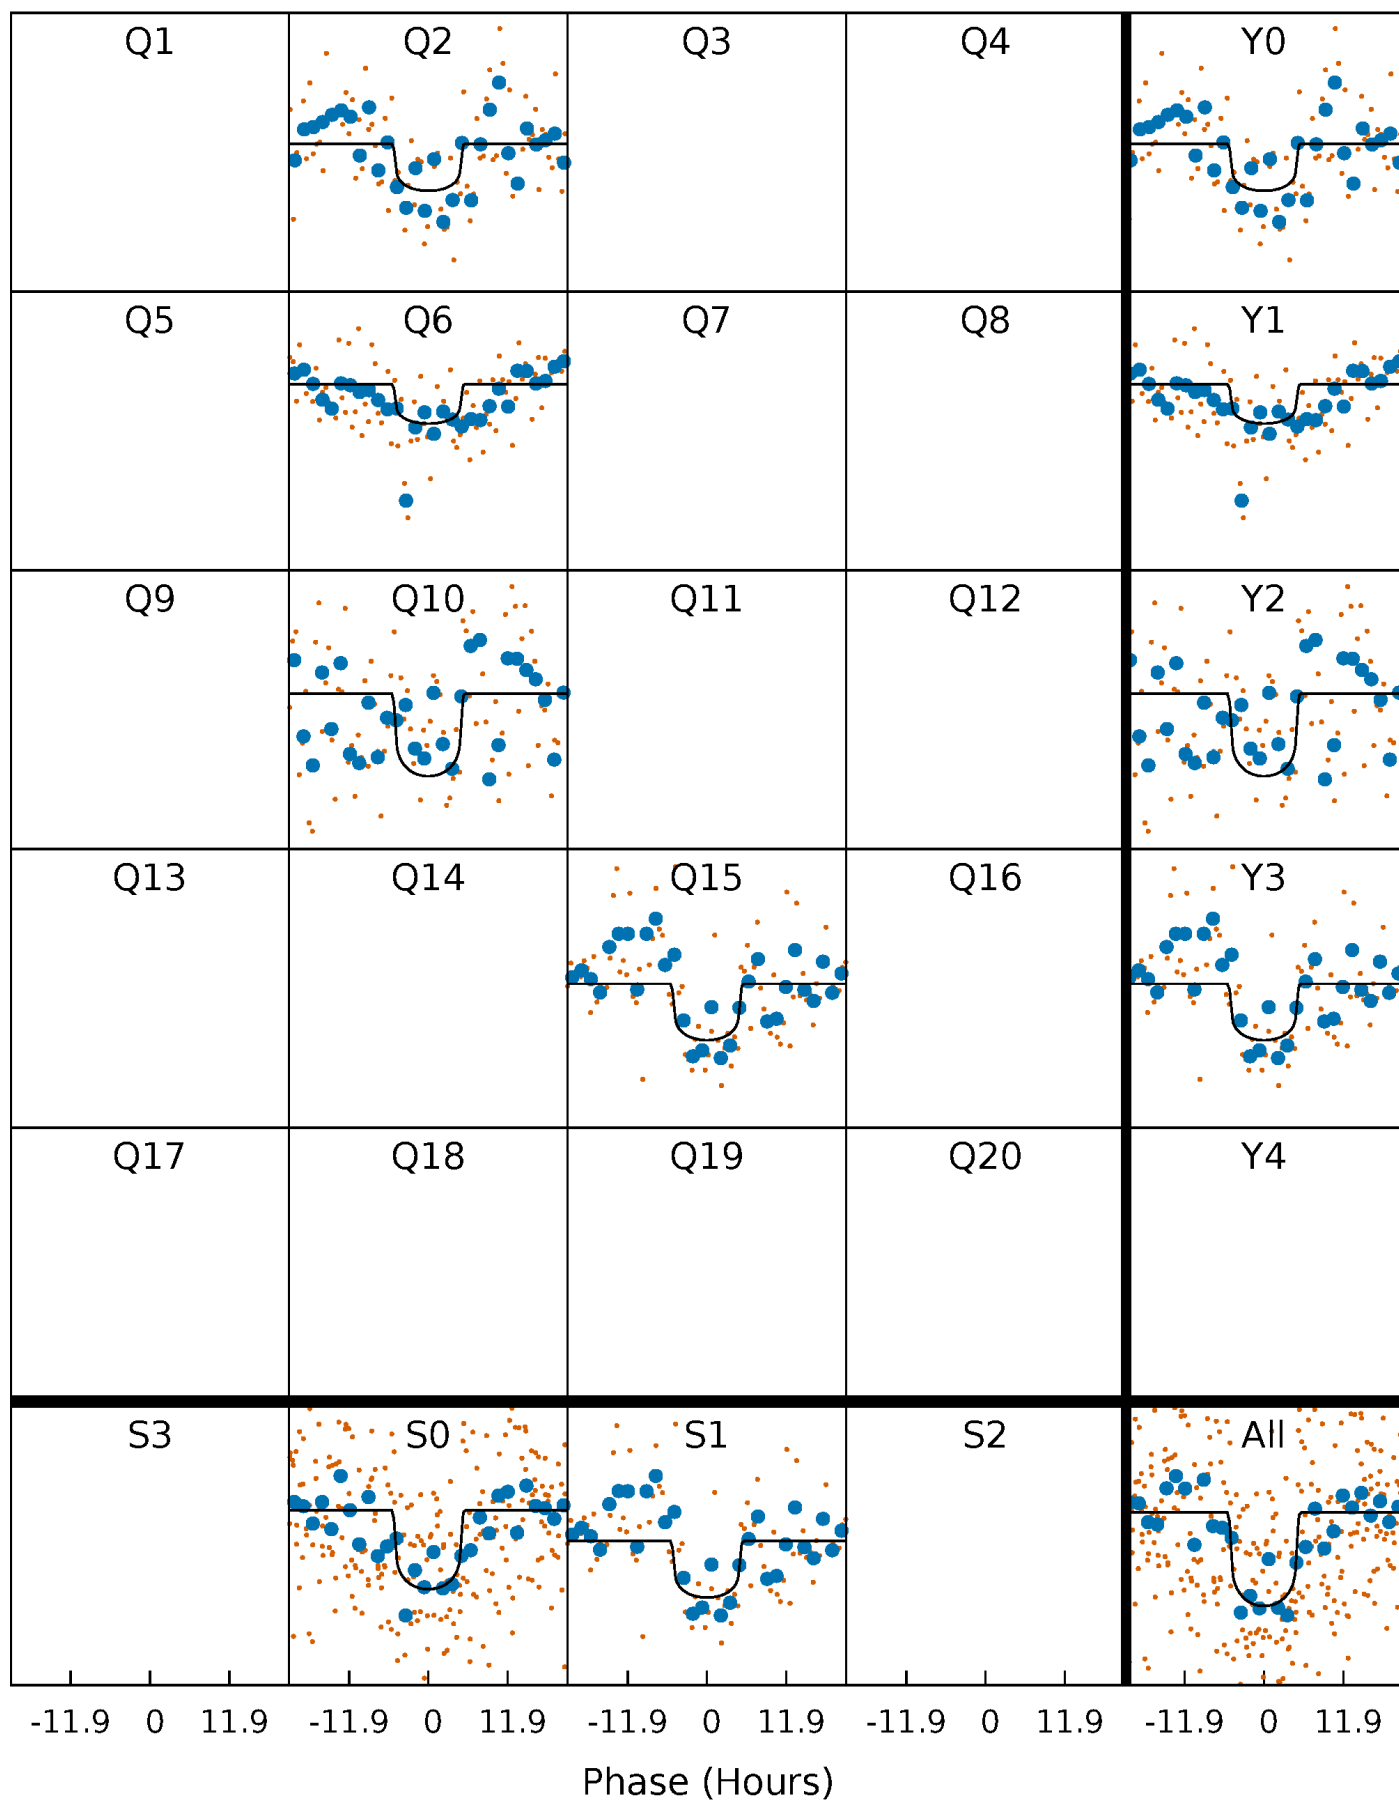 Q1 Q2 Q3 Q4 Y0
Q5 Q6 Q7 Q8 Y1
Q9 Q10 Q11 Q12 Y2
Q13 Q14 Q15 Q16 Y3
Q17 Q18 Q19 Q20 Y4
S3 S0 S1 S2 All
-11.9 0 11.9 -11.9 0 11.9 -11.9 0 11.9 -11.9 0 11.9 -11.9 0 11.9
Phase (Hours)